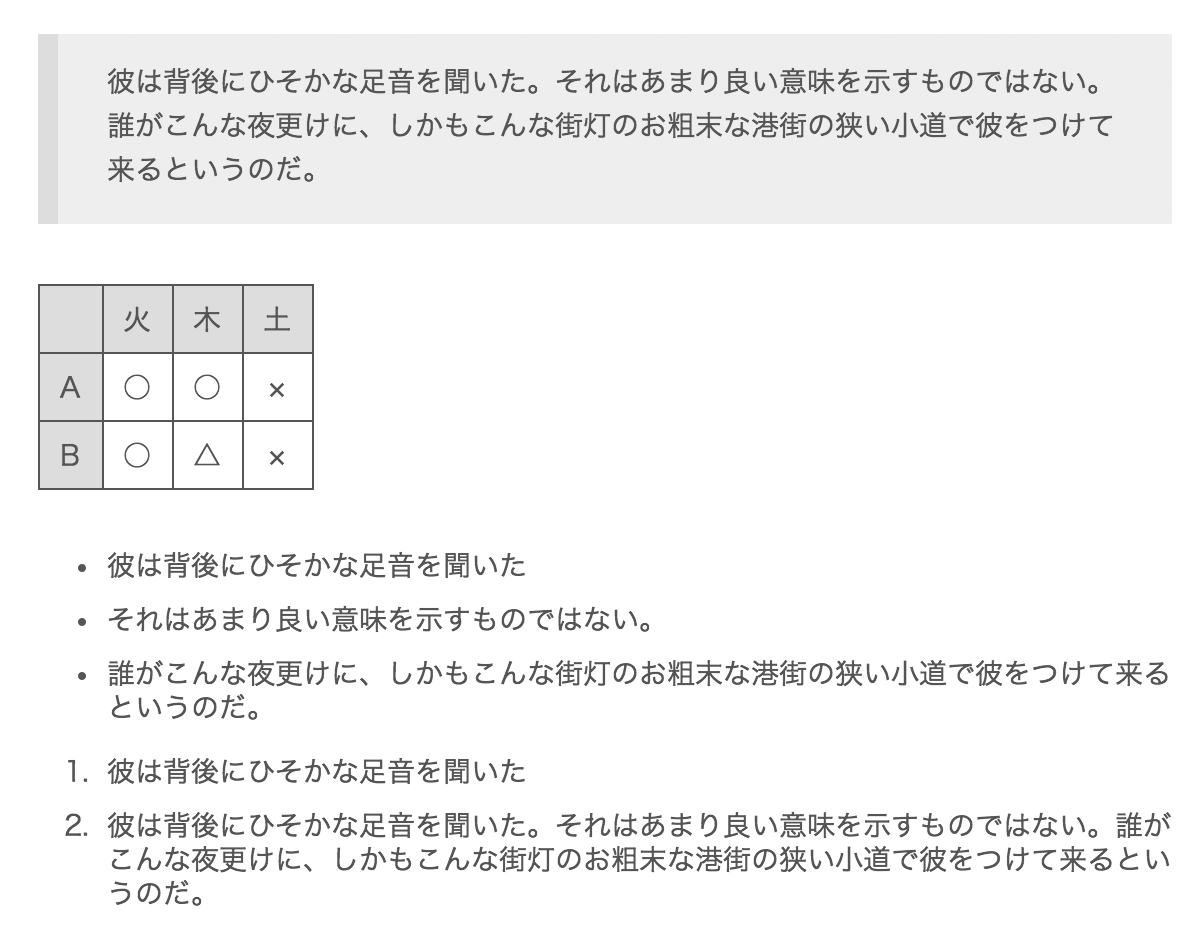 彼は背後にひそかな足音を聞いた。それはあまり良い意味を示すものではない。
誰がこんな夜更けに、しかもこんな街灯のお粗末な港街の狭い小道で彼をつけて
来るというのだ。
火 木 土
A ○ ○ ×
B ○ △ ×
• 彼は背後にひそかな足音を聞いた
• それはあまり良い意味を示すものではない。
• 誰がこんな夜更けに、しかもこんな街灯のお粗末な港街の狭い小道で彼をつけて来る
というのだ。
1. 彼は背後にひそかな足音を聞いた
2. 彼は背後にひそかな足音を聞いた。それはあまり良い意味を示すものではない。誰が
こんな夜更けに、しかもこんな街灯のお粗末な港街の狭い小道で彼をつけて来るとい
うのだ。